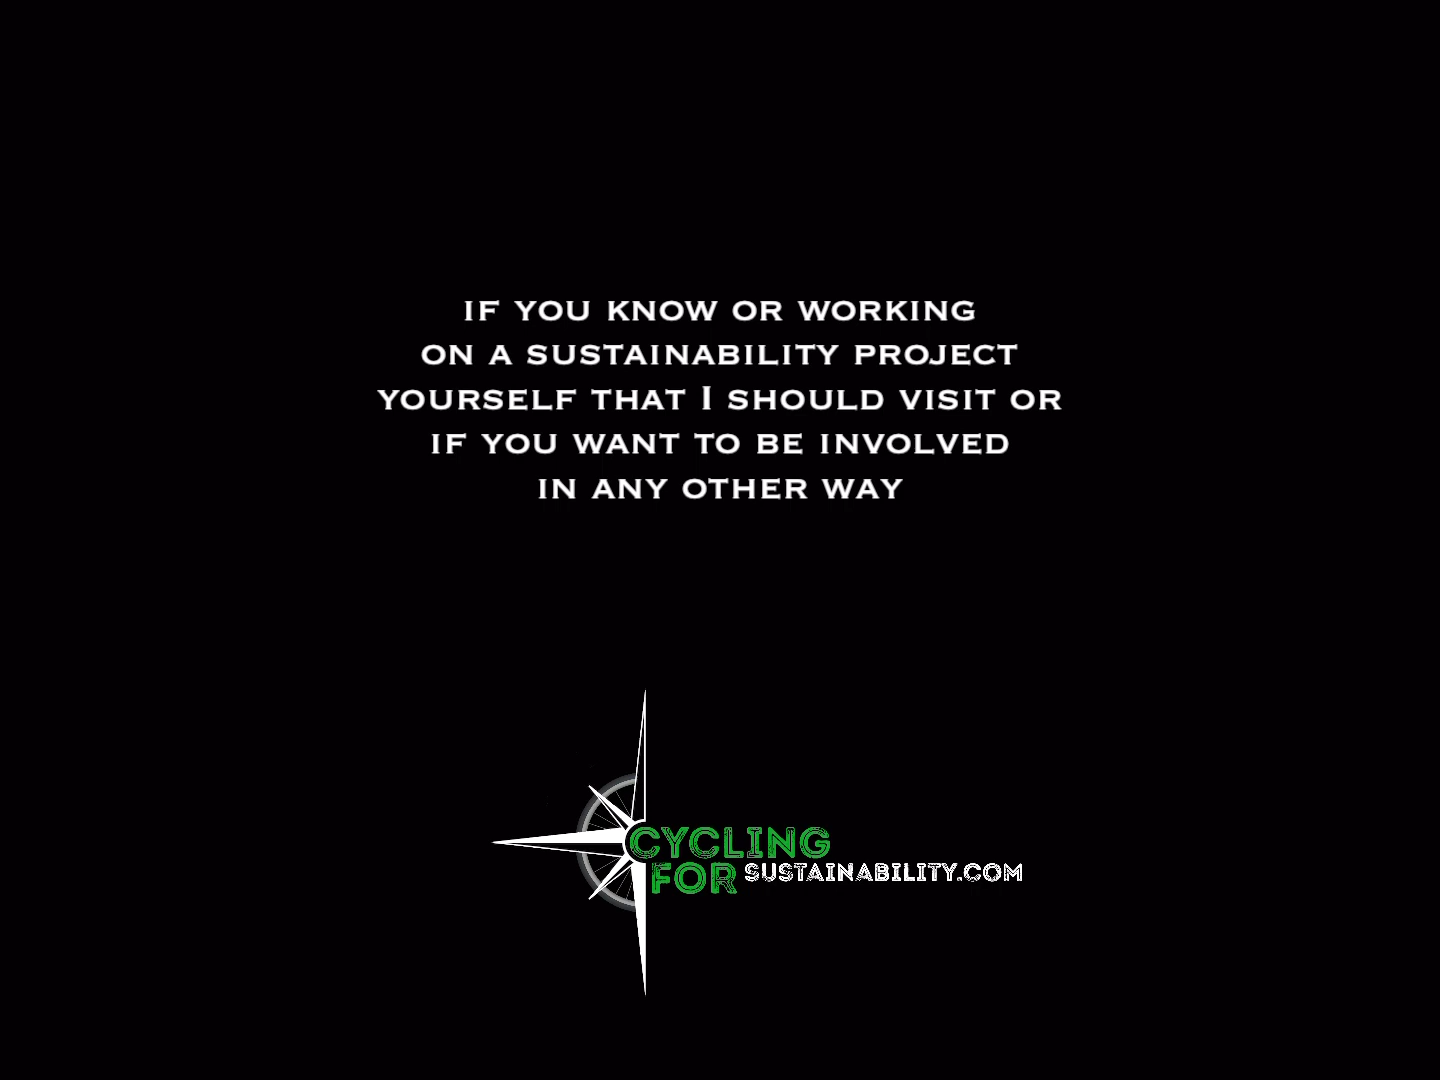 IF YOU KNOW OR WORKING
ON A SUSTAINABILITY PROJECT
YOURSELF THAT I SHOULD VISIT OR
IF YOU WANT TO BE INVOLVED
IN ANY OTHER WAY
CYCLING
FOR SUSTAINABILITY.COM